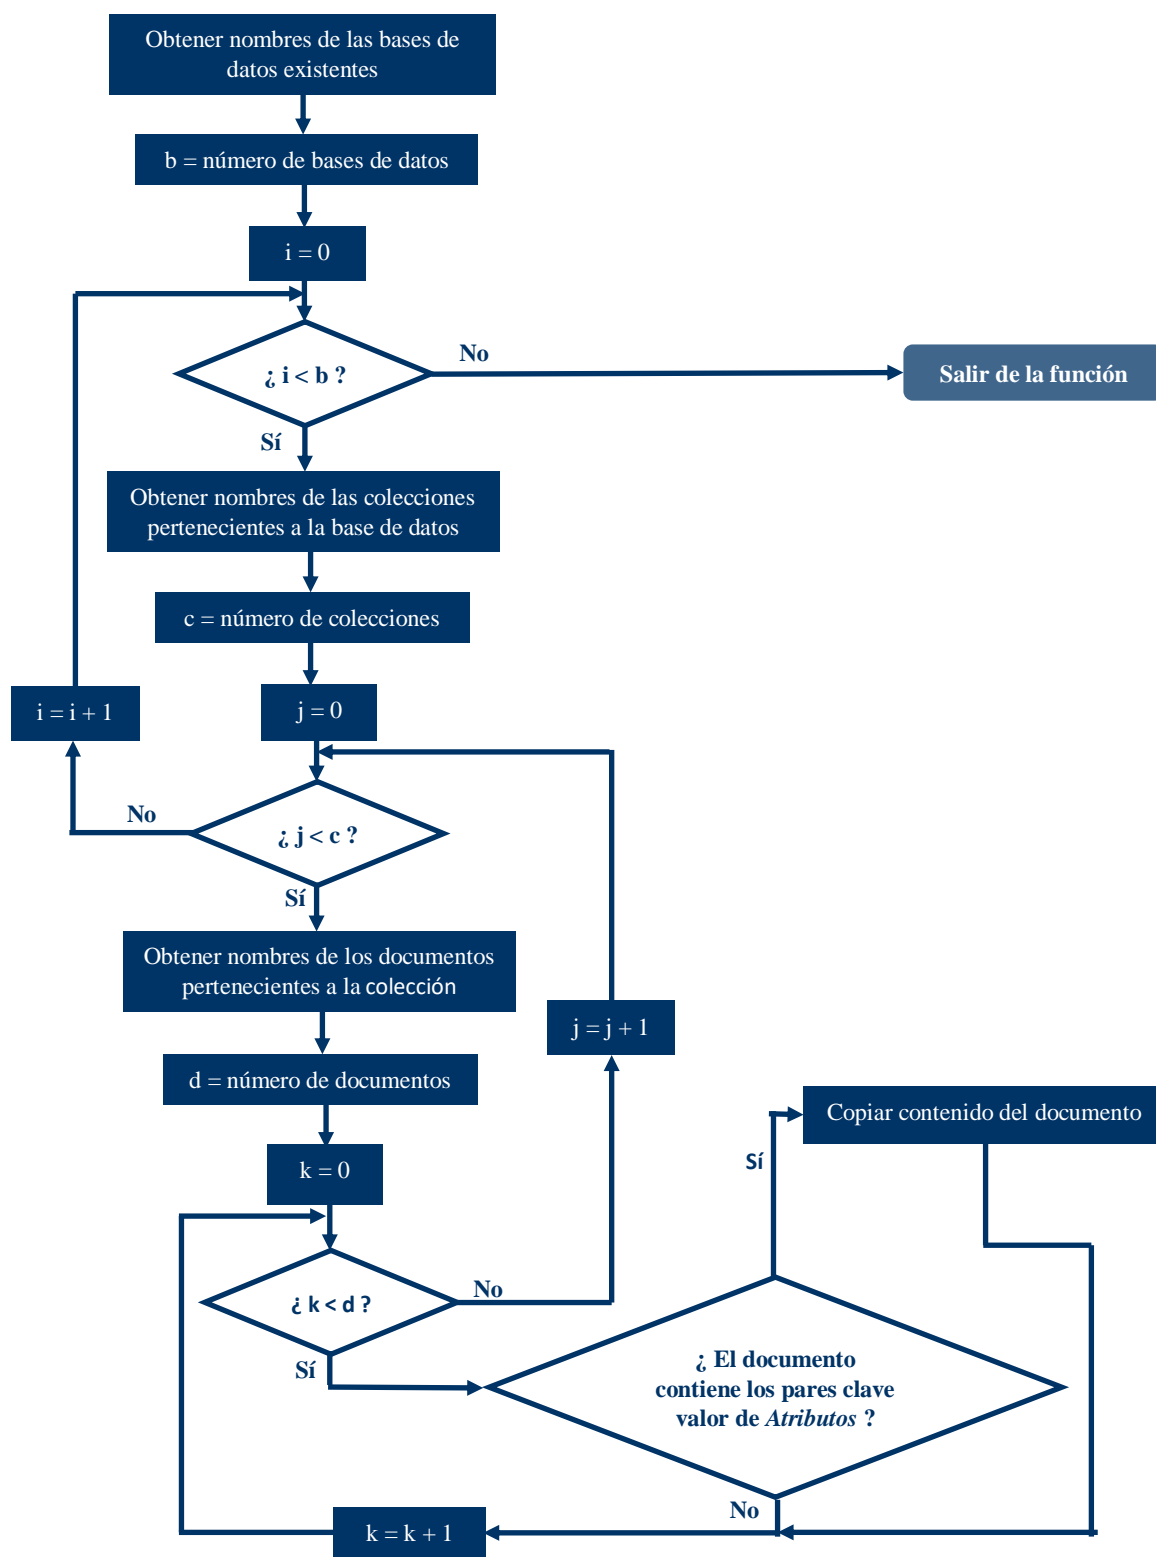 Obtener nombres de las bases de
datos existentes
b = número de bases de datos
i = 0
¿ i < b ?
No
Salir de la función
Sí
Obtener nombres de las colecciones
pertenecientes a la base de datos
c = número de colecciones
i = i + 1
j = 0
No
¿ j < c ?
Sí
Obtener nombres de los documentos
pertenecientes a la colección
j = j + 1
d = número de documentos
Copiar contenido del documento
Sí
k = 0
¿ k < d ?
No
Sí
¿ El documento
contiene los pares clave
valor de Atributos ?
No
k = k + 1